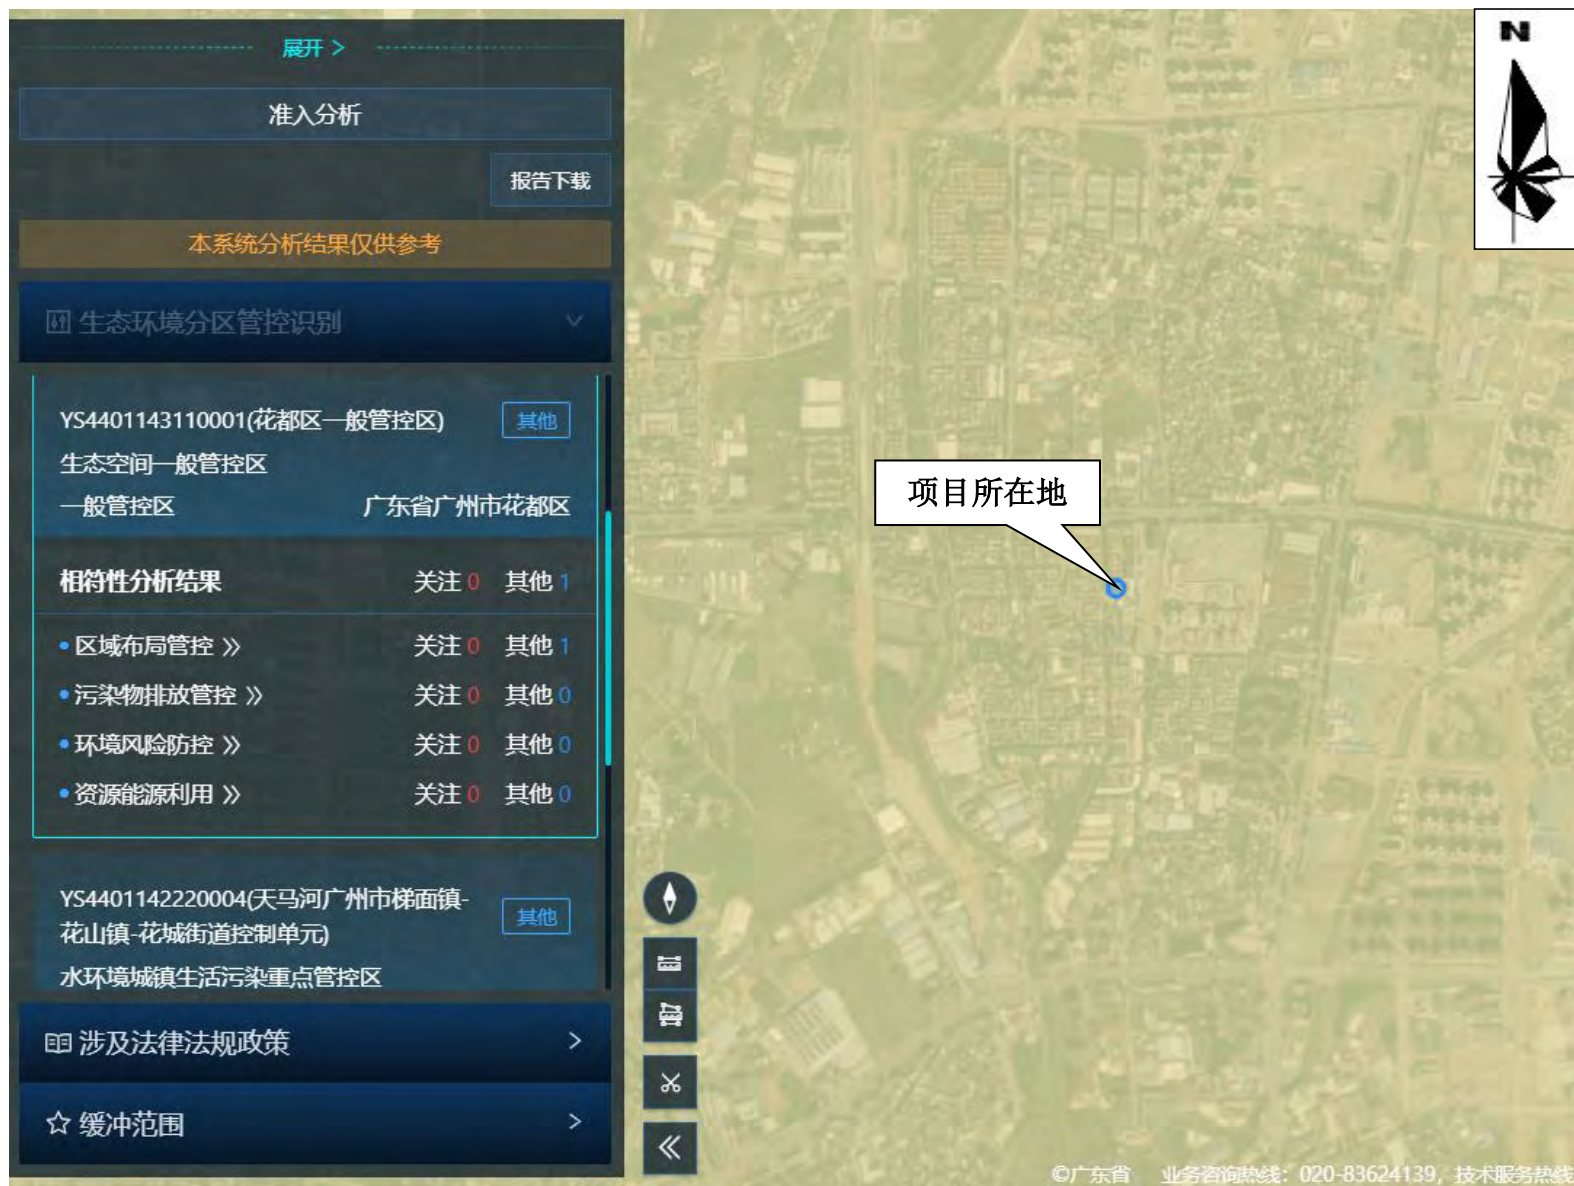 展开 >
准入分析
报告下载
本系统分析结果仅供参考
生态环境分区管控识别
YS4401143110001(花都区一般管控区) 其他
生态空间一般管控区
一般管控区 广东省广州市花都区
相符性分析结果 关注 0 其他 1
• 区域布局管控 》 关注 0 其他 1
• 污染物排放管控 》 关注 0 其他 0
• 环境风险防控 》 关注 0 其他 0
• 资源能源利用 》 关注 0 其他 0
YS4401142220004(天马河广州市梯面镇-
花山镇-花城街道控制单元) 其他
水环境城镇生活污染重点管控区
涉及法律法规政策 >
缓冲范围 >
N
项目所在地
©广东省 业务咨询热线：020-83624139，技术服务热线